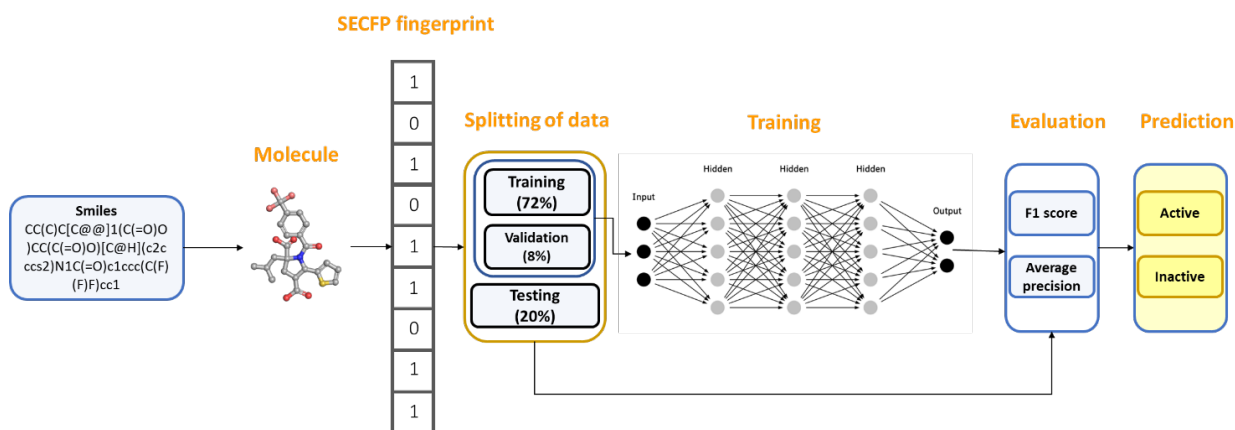 SECFP fingerprint
Smiles
CC(C)C[C@@]1(C(=O)O
)CC(C(=O)O)[C@H](c2c
ccs2)N1C(=O)c1ccc(C(F)
(F)F)cc1
Molecule
1
0
1
0
1
1
0
1
1
Splitting of data
Training
(72%)
Validation
(8%)
Testing
(20%)
Training
Input
Hidden
Hidden
Hidden
Output
Evaluation
F1 score
Average
precision
Prediction
Active
Inactive